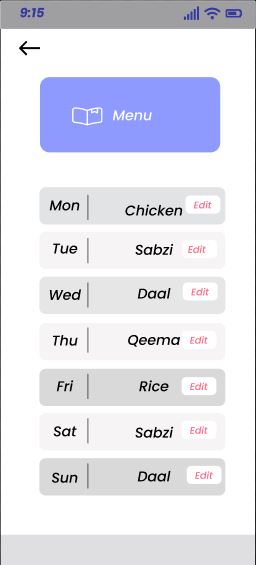 9:15
Menu
Mon Chicken Edit
Tue Sabzi Edit
Wed Daal Edit
Thu Qeema Edit
Fri Rice Edit
Sat Sabzi Edit
Sun Daal Edit